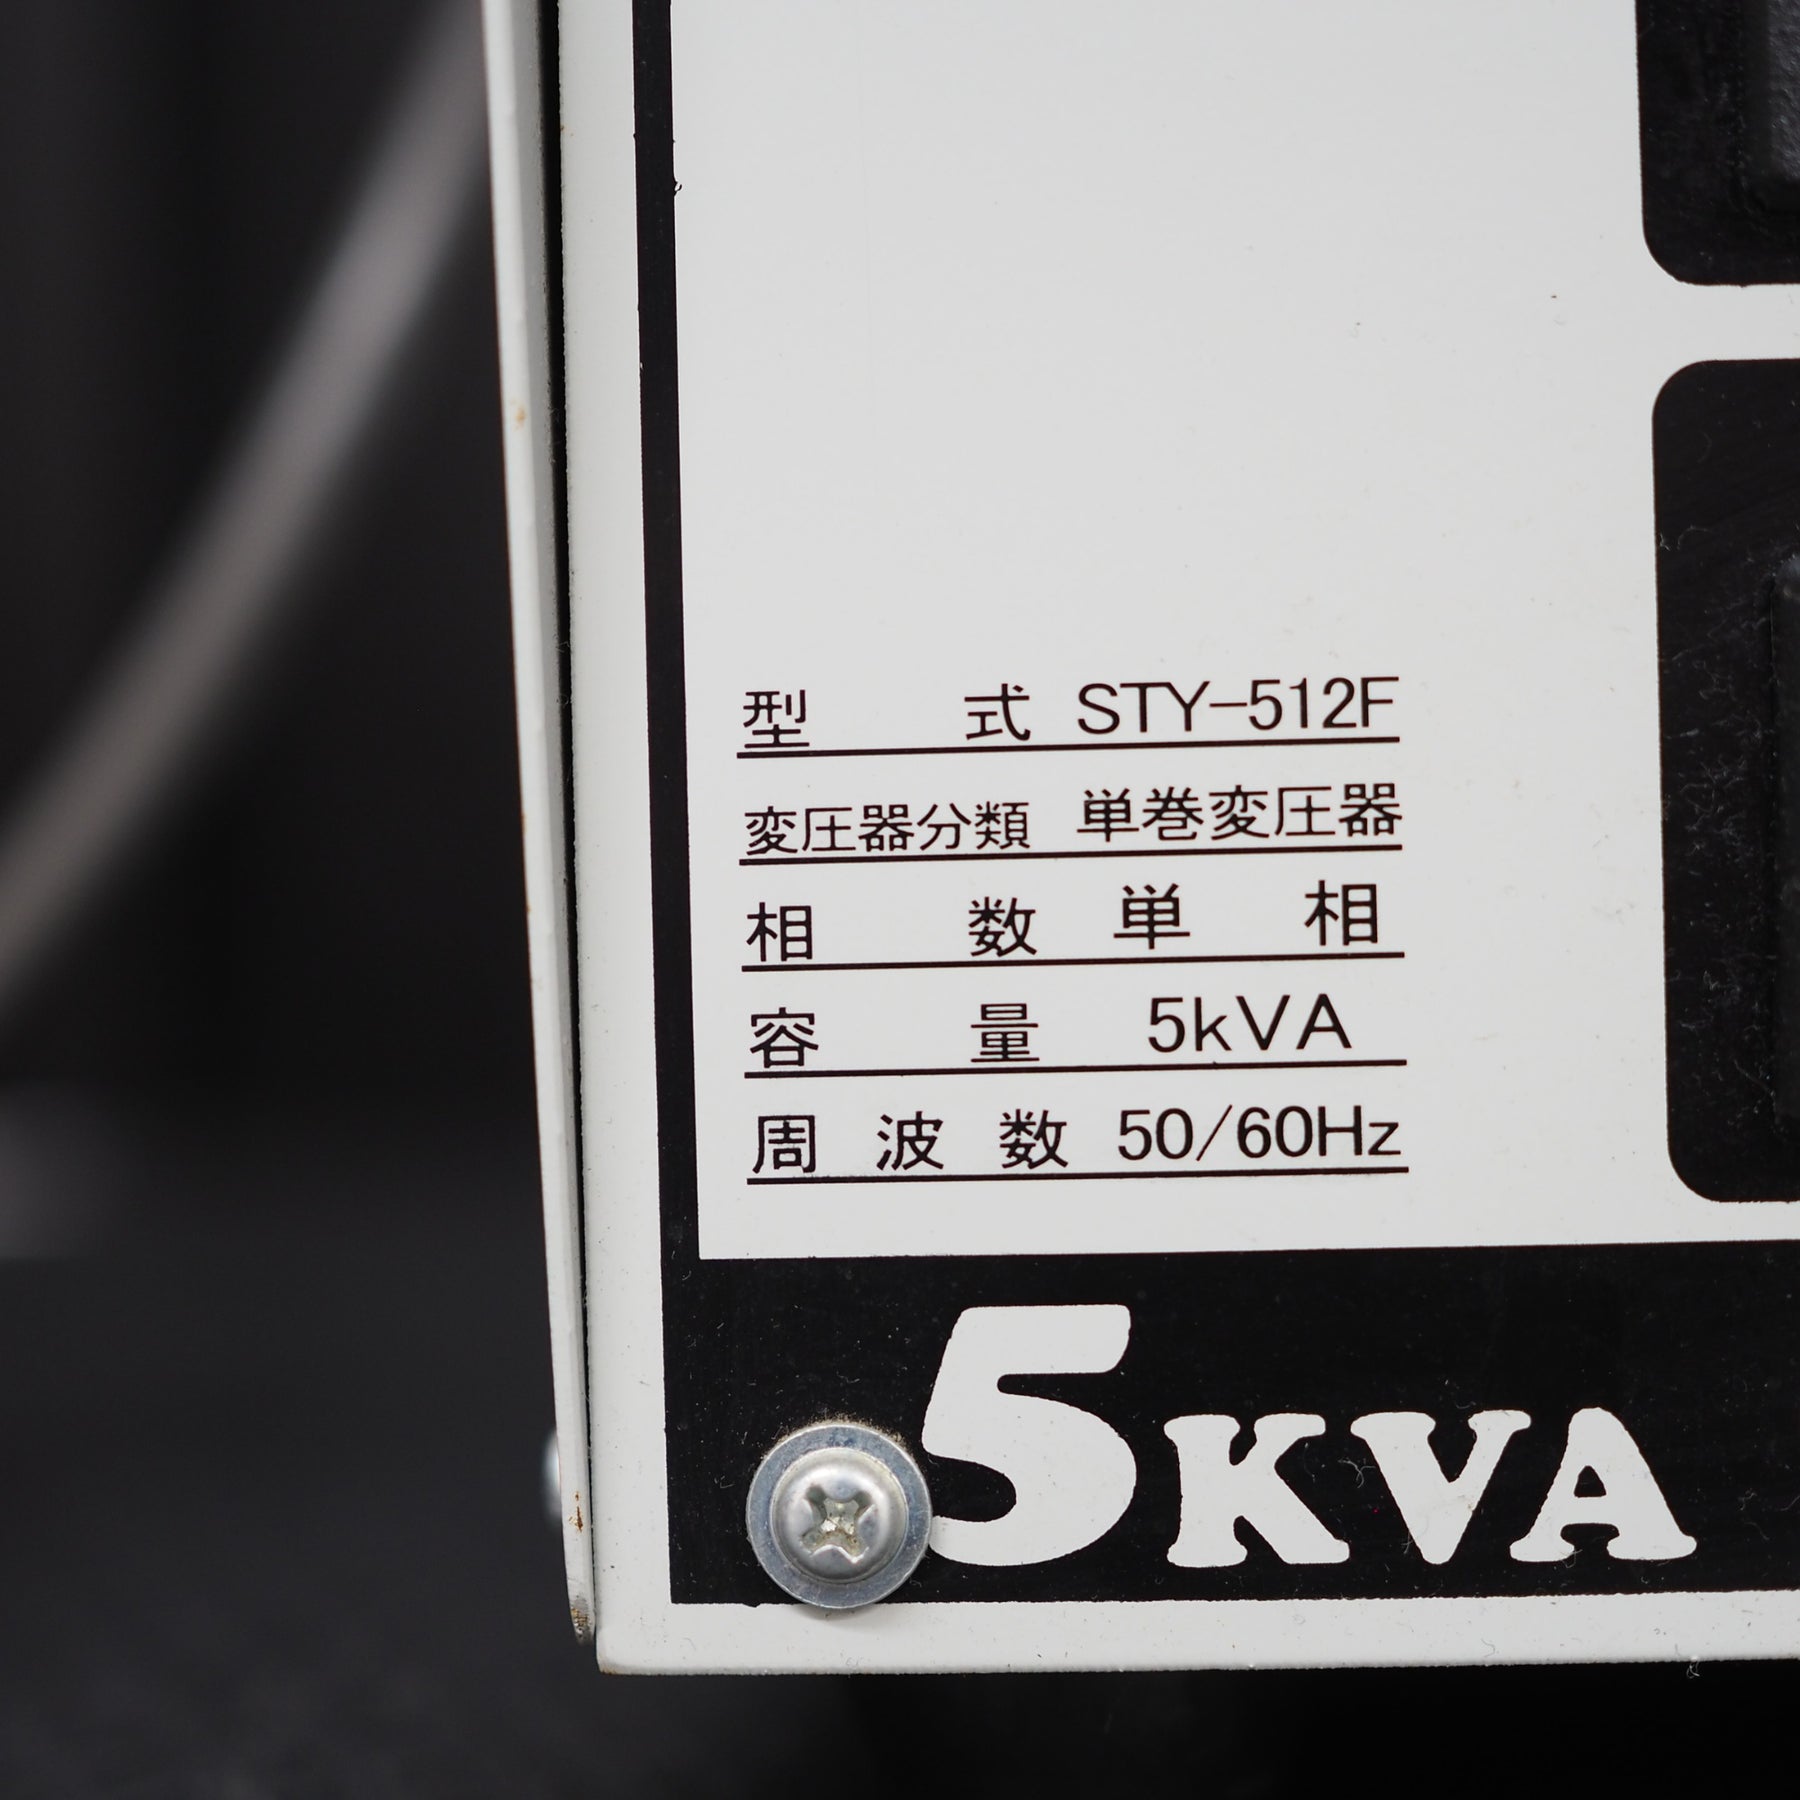 型式 STY-512F
変圧器分類 単巻変圧器
相数 単相
容量 5kVA
周波数 50/60Hz
5KVA